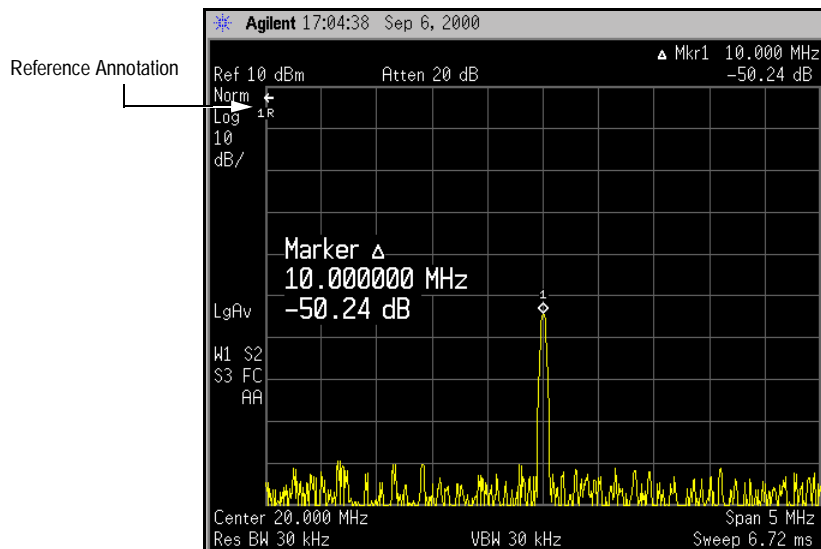 Agilent 17:04:38 Sep 6, 2000
Δ Mkr1 10.000 MHz
Ref 10 dBm Atten 20 dB -50.24 dB
Reference Annotation
Norm
1R
Log
10
dB/
Marker Δ
10.000000 MHz
-50.24 dB
1
LgAv
W1 S2
S3 FC
AA
Center 20.000 MHz Span 5 MHz
Res BW 30 kHz VBW 30 kHz Sweep 6.72 ms